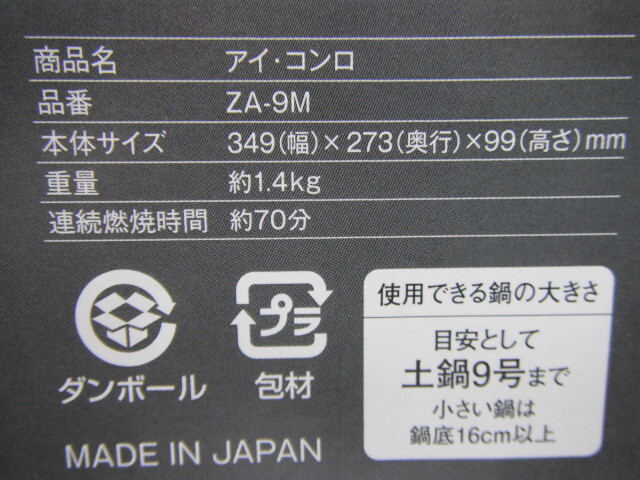 商品名 アイ・コンロ
品番 ZA-9M
本体サイズ 349(幅)×273(奥行)×99(高さ)mm
重量 約1.4kg
連続燃焼時間 約70分
ダンボール
プラ
包材
MADE IN JAPAN
使用できる鍋の大きさ
目安として
土鍋9号まで
小さい鍋は
鍋底16cm以上